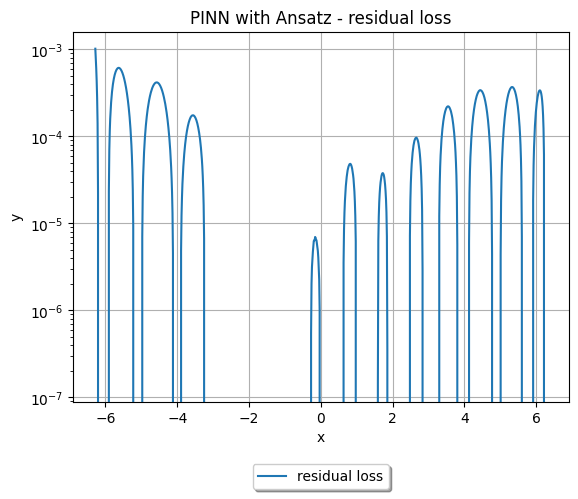 PINN with Ansatz - residual loss
y
10⁻³
10⁻⁴
10⁻⁵
10⁻⁶
10⁻⁷
−6 −4 −2 0 2 4 6
x
residual loss